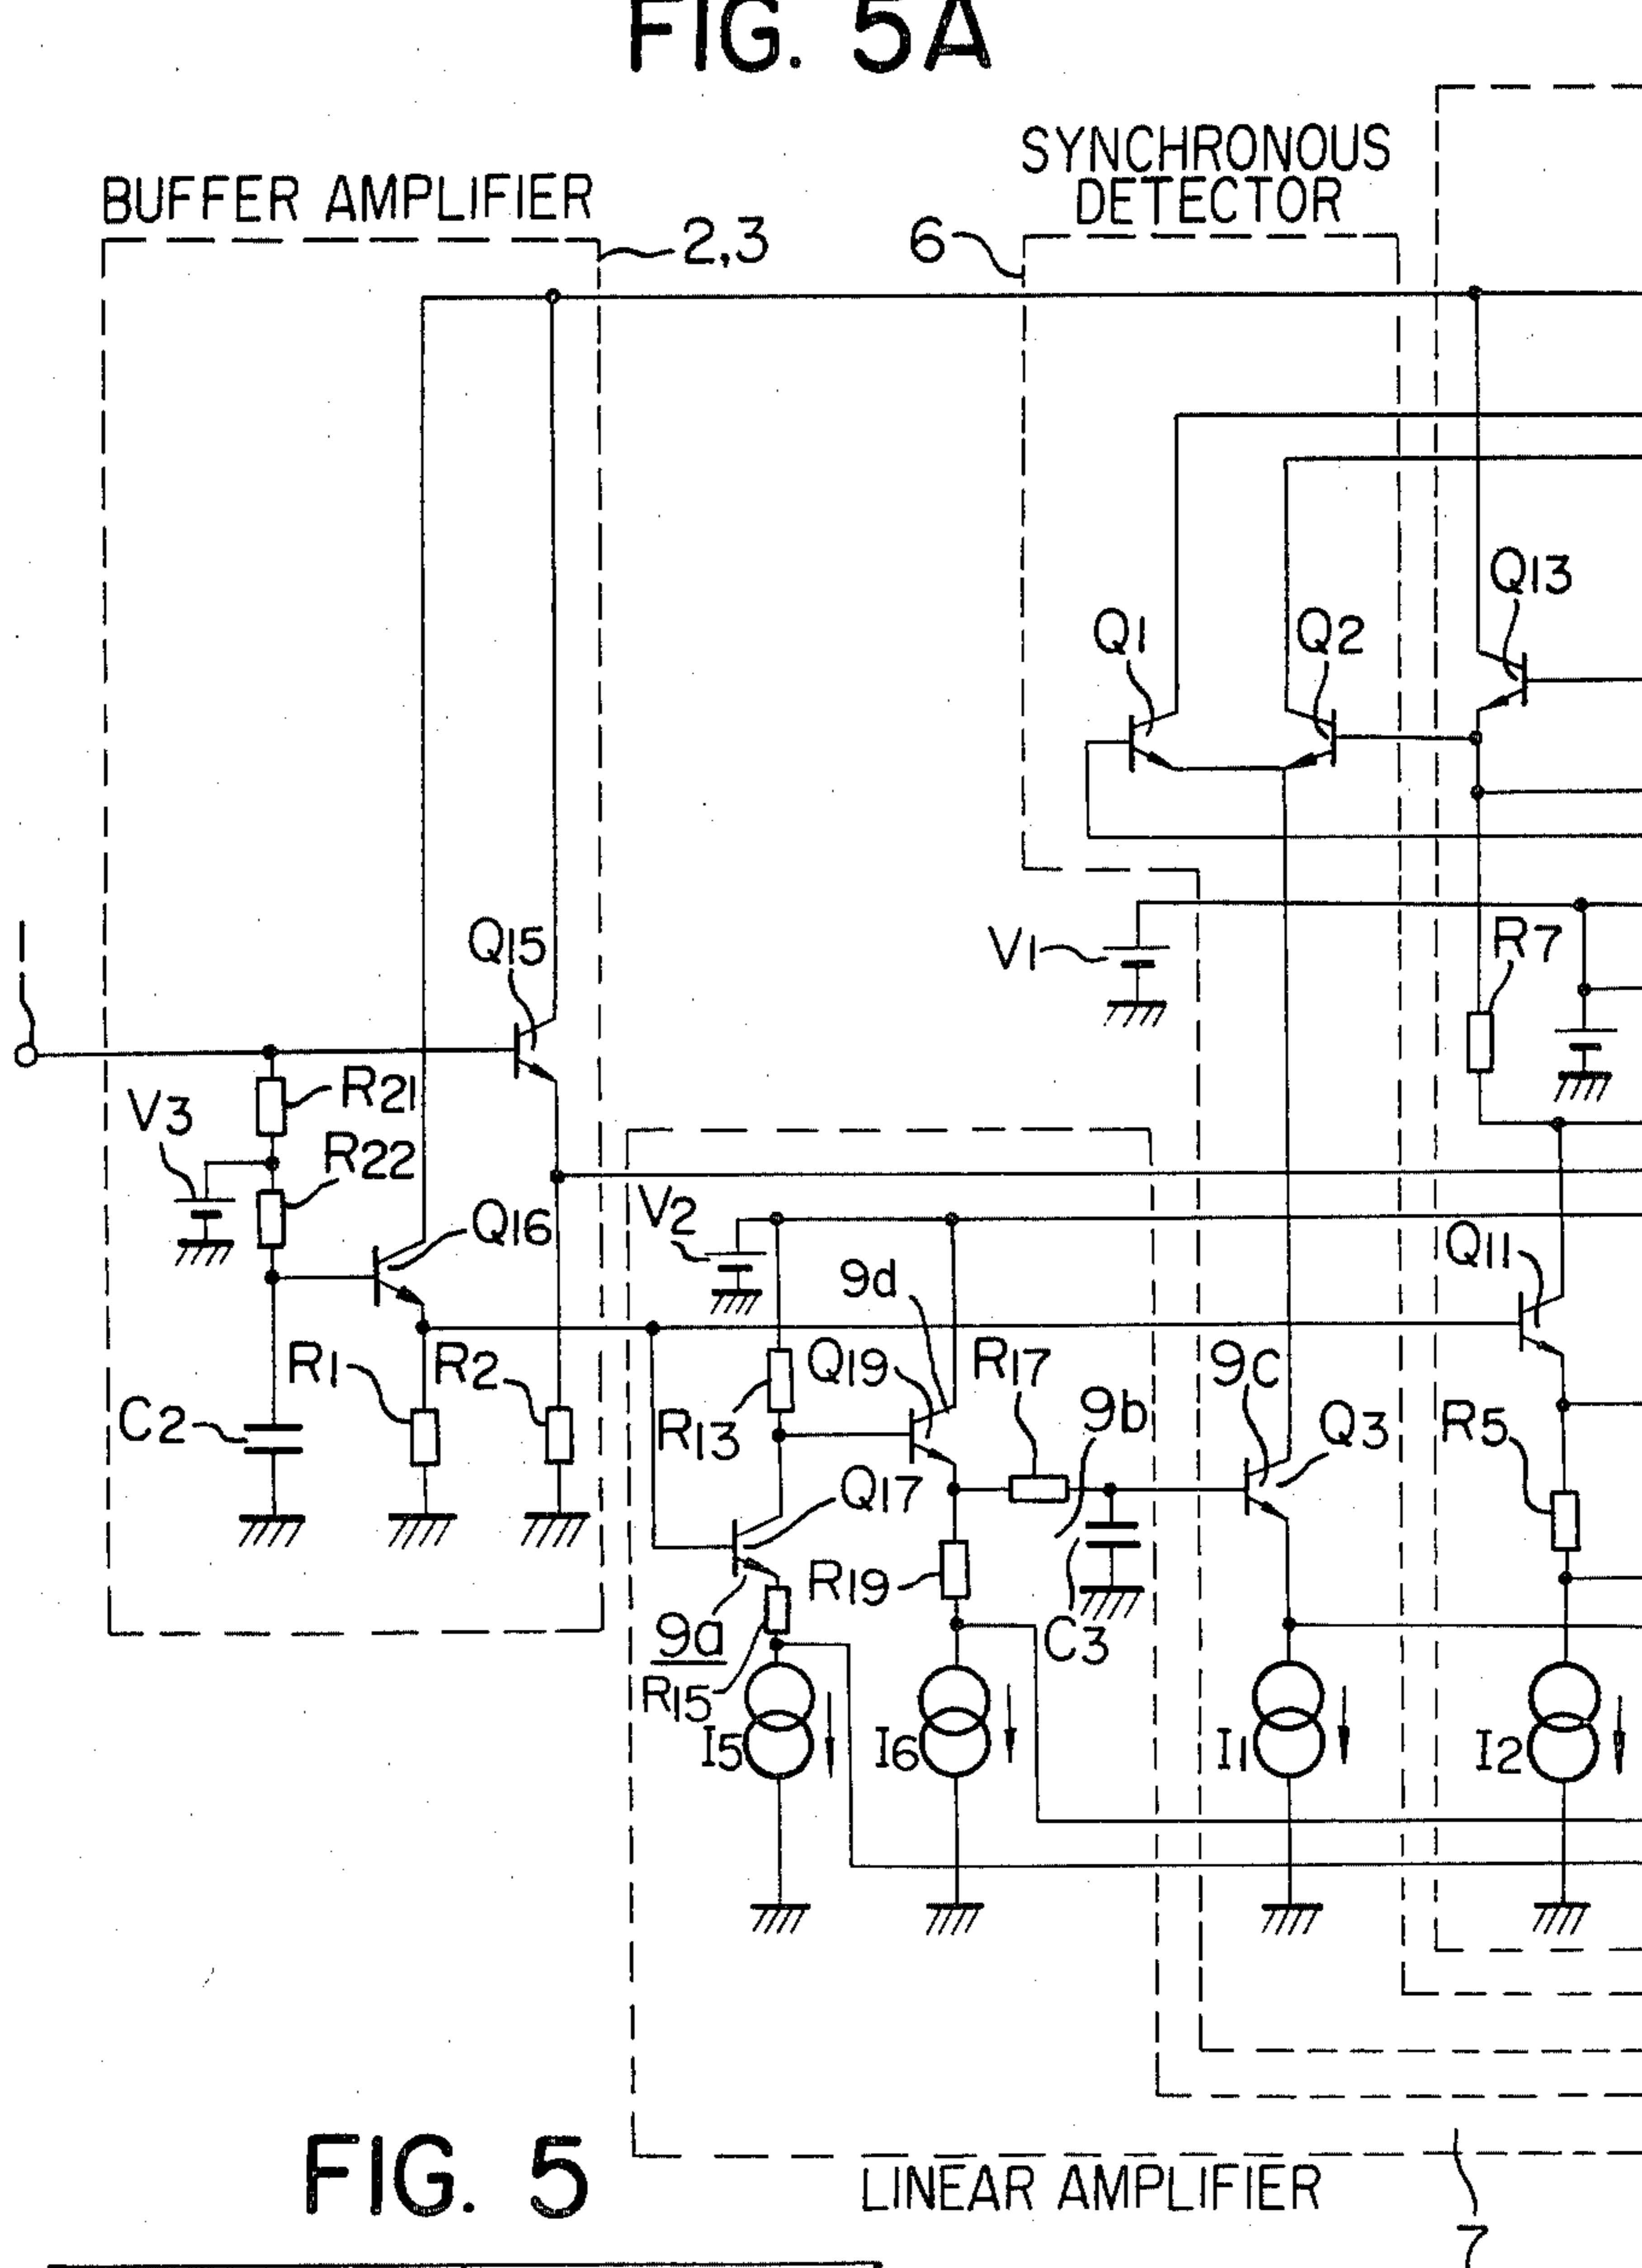 FIG. 5A
SYNCHRONOUS
DETECTOR
BUFFER AMPLIFIER
2,3
6
Q13
Q1
Q2
Q15
V1
R7
1
R21
V3
R22
V2
Q16
Q11
9d
R1
R2
Q19
R17
9C
9b
C2
R13
Q3
R5
Q17
R19
9a
C3
R15
I5
I6
I1
I2
FIG. 5
LINEAR AMPLIFIER
7